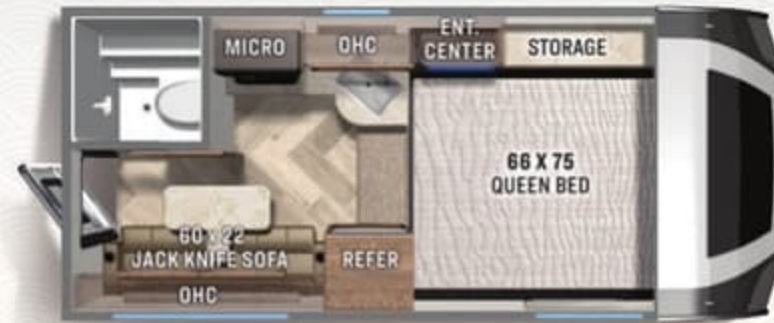 MICRO
OHC
ENT.
CENTER
STORAGE
66 X 75
QUEEN BED
60 x 22
JACK KNIFE SOFA
REFER
OHC